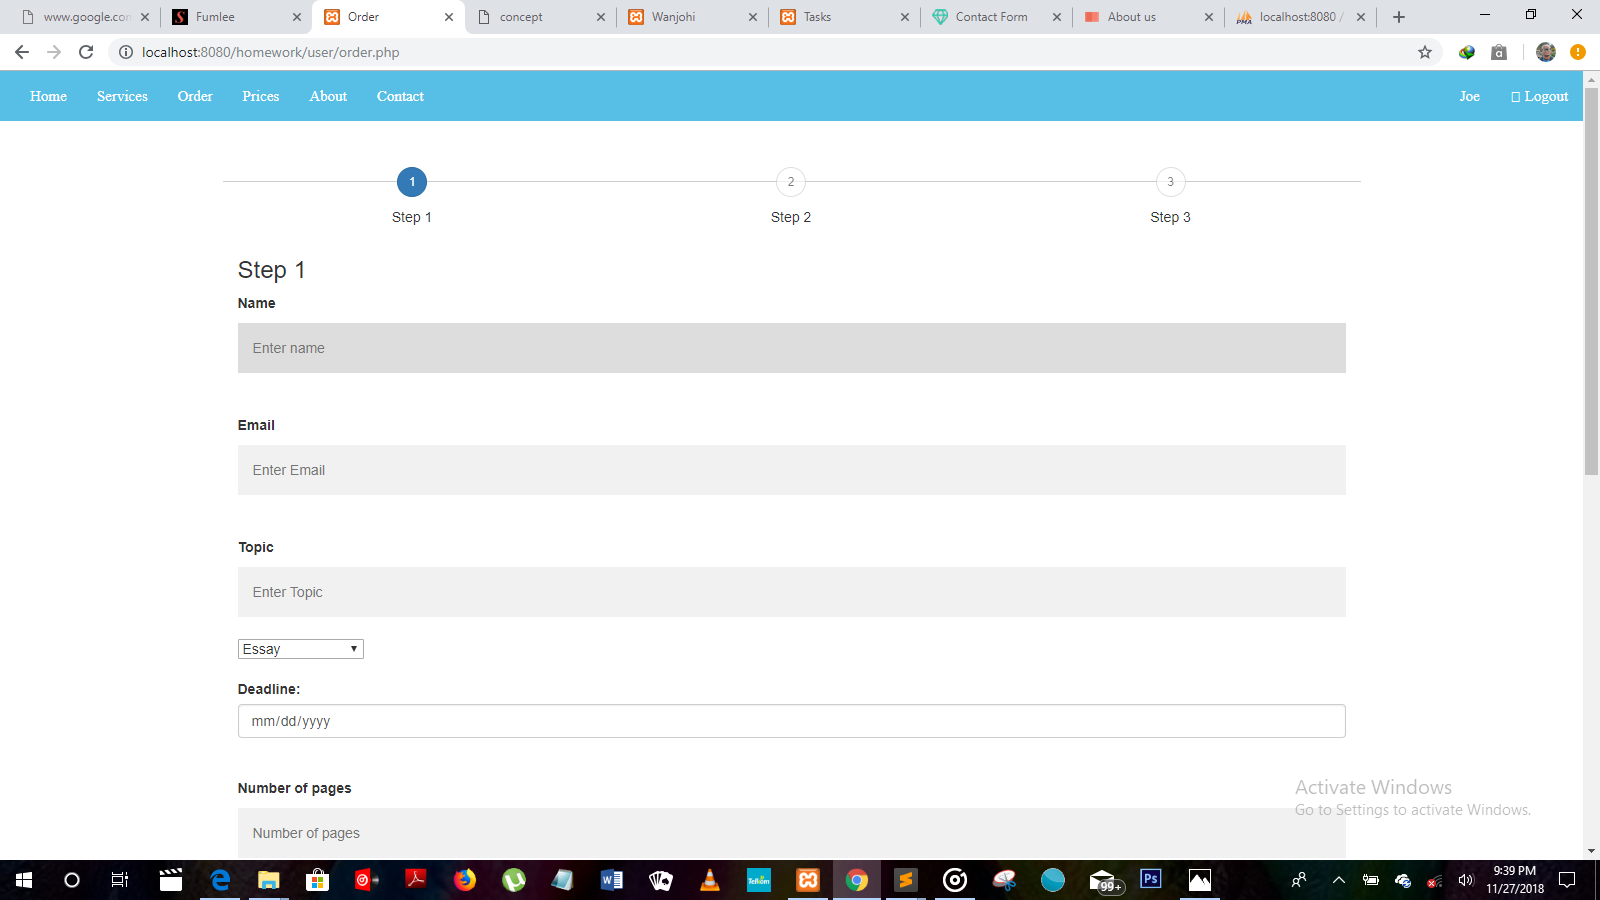 www.google.com
Fumlee
Order
concept
Wanjohi
Tasks
Contact Form
About us
localhost:8080 /
localhost:8080/homework/user/order.php
Home Services Order Prices About Contact Joe Logout
1 2 3
Step 1 Step 2 Step 3
Step 1
Name
Enter name
Email
Enter Email
Topic
Enter Topic
Essay
Deadline:
mm/dd/yyyy
Number of pages
Number of pages
Activate Windows
Go to Settings to activate Windows.
99+
Ps
9:39 PM
11/27/2018